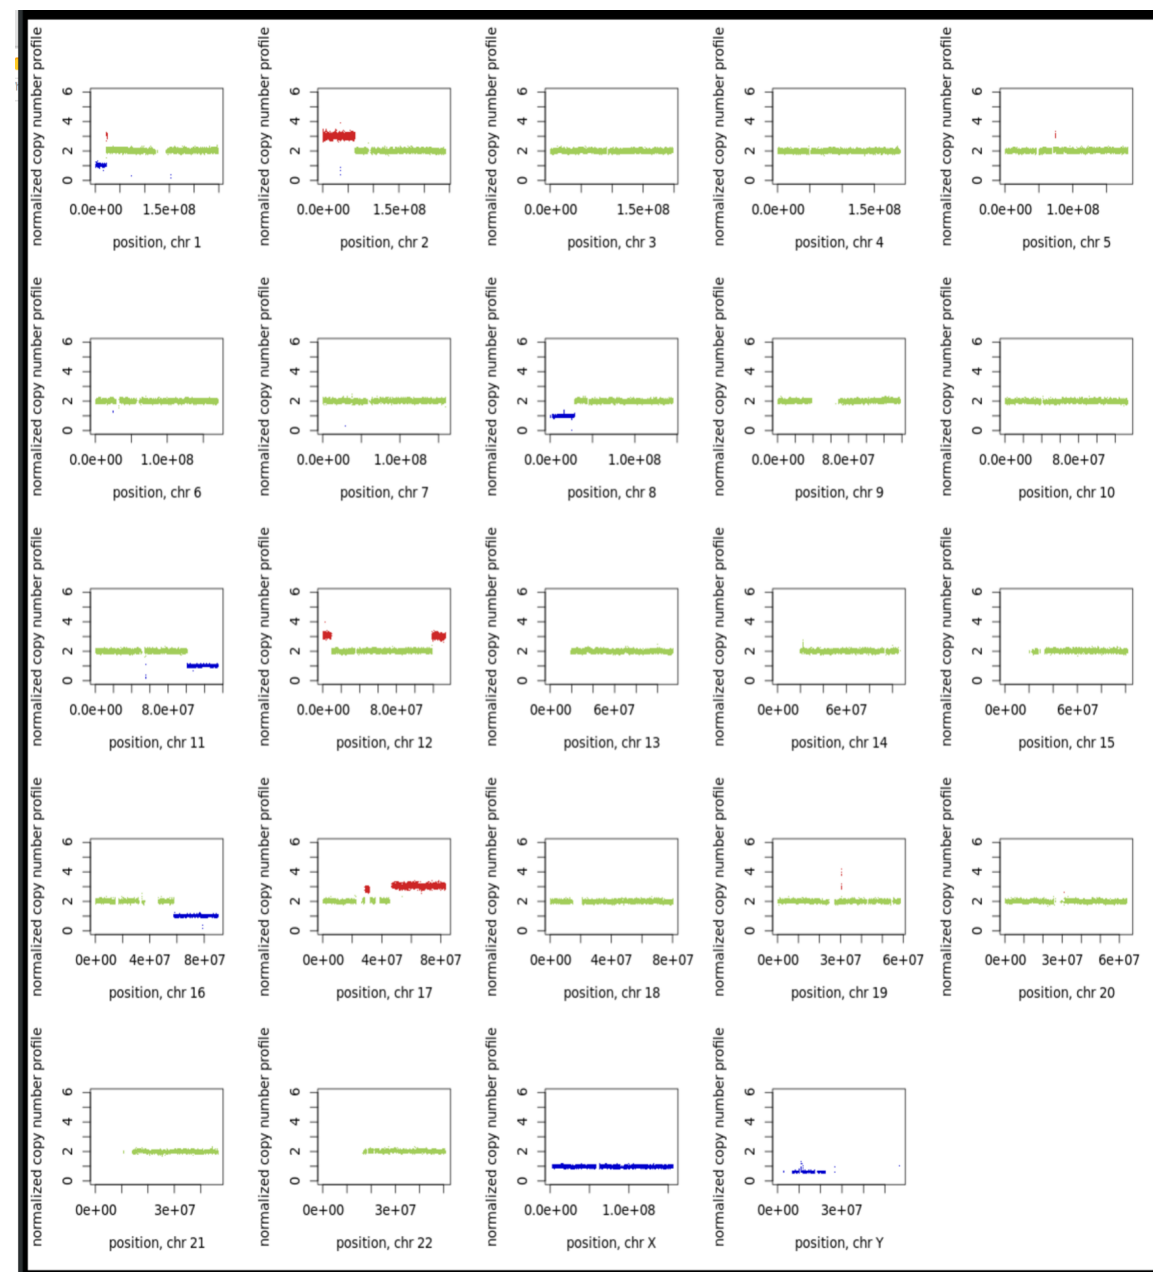 normalized copy number profile
normalized copy number profile
normalized copy number profile
normalized copy number profile
normalized copy number profile
0 2 4 6
0 2 4 6
0 2 4 6
0 2 4 6
0 2 4 6
0.0e+00 1.5e+08
0.0e+00 1.5e+08
0.0e+00 1.5e+08
0.0e+00 1.5e+08
0.0e+00 1.0e+08
position, chr 1
position, chr 2
position, chr 3
position, chr 4
position, chr 5
normalized copy number profile
normalized copy number profile
normalized copy number profile
normalized copy number profile
normalized copy number profile
0 2 4 6
0 2 4 6
0 2 4 6
0 2 4 6
0 2 4 6
0.0e+00 1.0e+08
0.0e+00 1.0e+08
0.0e+00 1.0e+08
0.0e+00 8.0e+07
0.0e+00 8.0e+07
position, chr 6
position, chr 7
position, chr 8
position, chr 9
position, chr 10
normalized copy number profile
normalized copy number profile
normalized copy number profile
normalized copy number profile
normalized copy number profile
0 2 4 6
0 2 4 6
0 2 4 6
0 2 4 6
0 2 4 6
0.0e+00 8.0e+07
0.0e+00 8.0e+07
0e+00 6e+07
0e+00 6e+07
0e+00 6e+07
position, chr 11
position, chr 12
position, chr 13
position, chr 14
position, chr 15
normalized copy number profile
normalized copy number profile
normalized copy number profile
normalized copy number profile
normalized copy number profile
0 2 4 6
0 2 4 6
0 2 4 6
0 2 4 6
0 2 4 6
0e+00 4e+07 8e+07
0e+00 4e+07 8e+07
0e+00 4e+07 8e+07
0e+00 3e+07 6e+07
0e+00 3e+07 6e+07
position, chr 16
position, chr 17
position, chr 18
position, chr 19
position, chr 20
normalized copy number profile
normalized copy number profile
normalized copy number profile
normalized copy number profile
0 2 4 6
0 2 4 6
0 2 4 6
0 2 4 6
0e+00 3e+07
0e+00 3e+07
0.0e+00 1.0e+08
0e+00 3e+07
position, chr 21
position, chr 22
position, chr X
position, chr Y